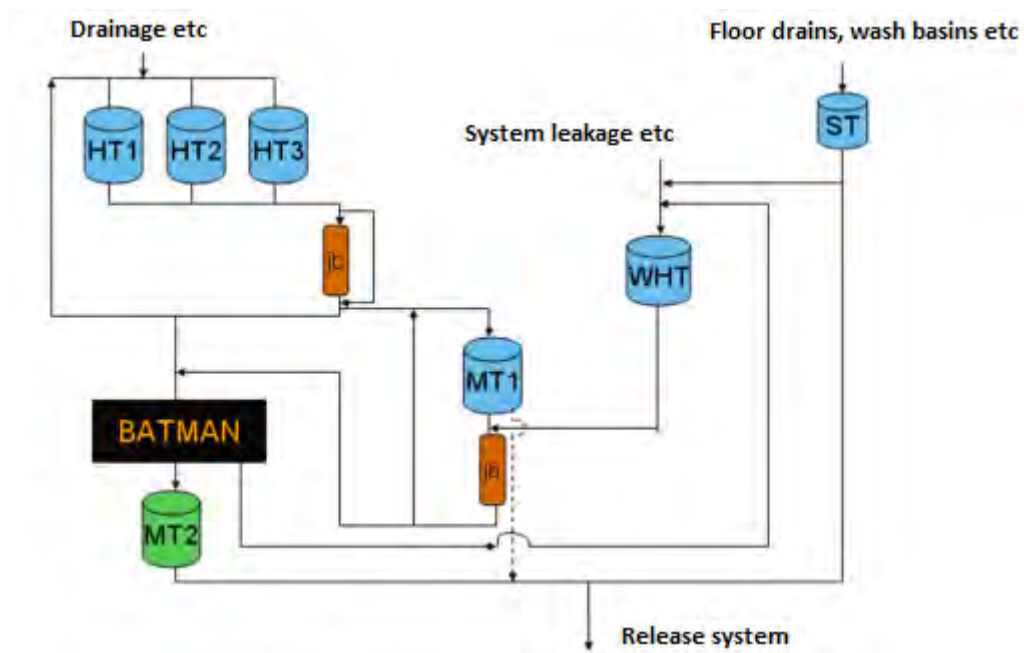 Drainage etc
Floor drains, wash basins etc
ST
System leakage etc
HT1 HT2 HT3
WHT
MT1
BATMAN
MT2
Release system